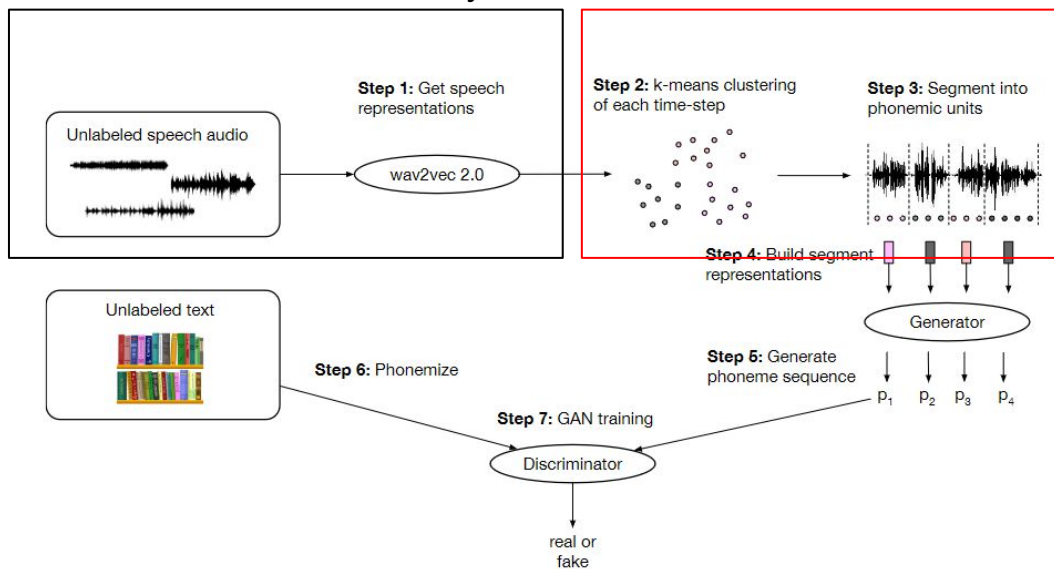 y
Step 1: Get speech
representations
Unlabeled speech audio
wav2vec 2.0
Step 2: k-means clustering
of each time-step
Step 3: Segment into
phonemic units
Step 4: Build segment
representations
Generator
Step 5: Generate
phoneme sequence
p1 p2 p3 p4
Unlabeled text
Step 6: Phonemize
Step 7: GAN training
Discriminator
real or
fake